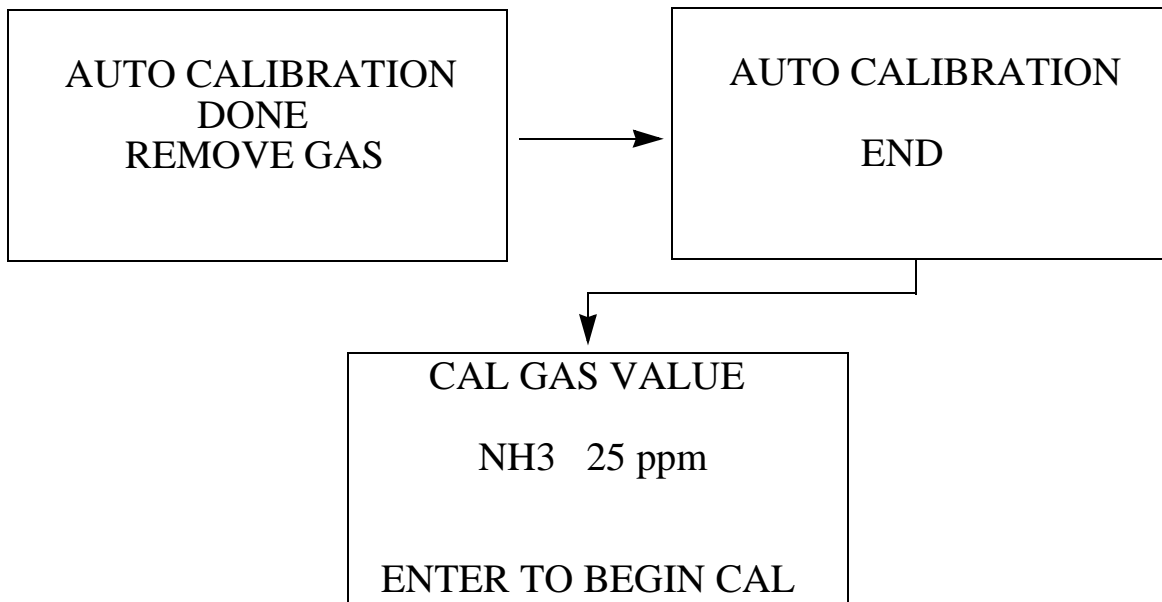 AUTO CALIBRATION
DONE
REMOVE GAS
AUTO CALIBRATION
END
CAL GAS VALUE
NH3 25 ppm
ENTER TO BEGIN CAL